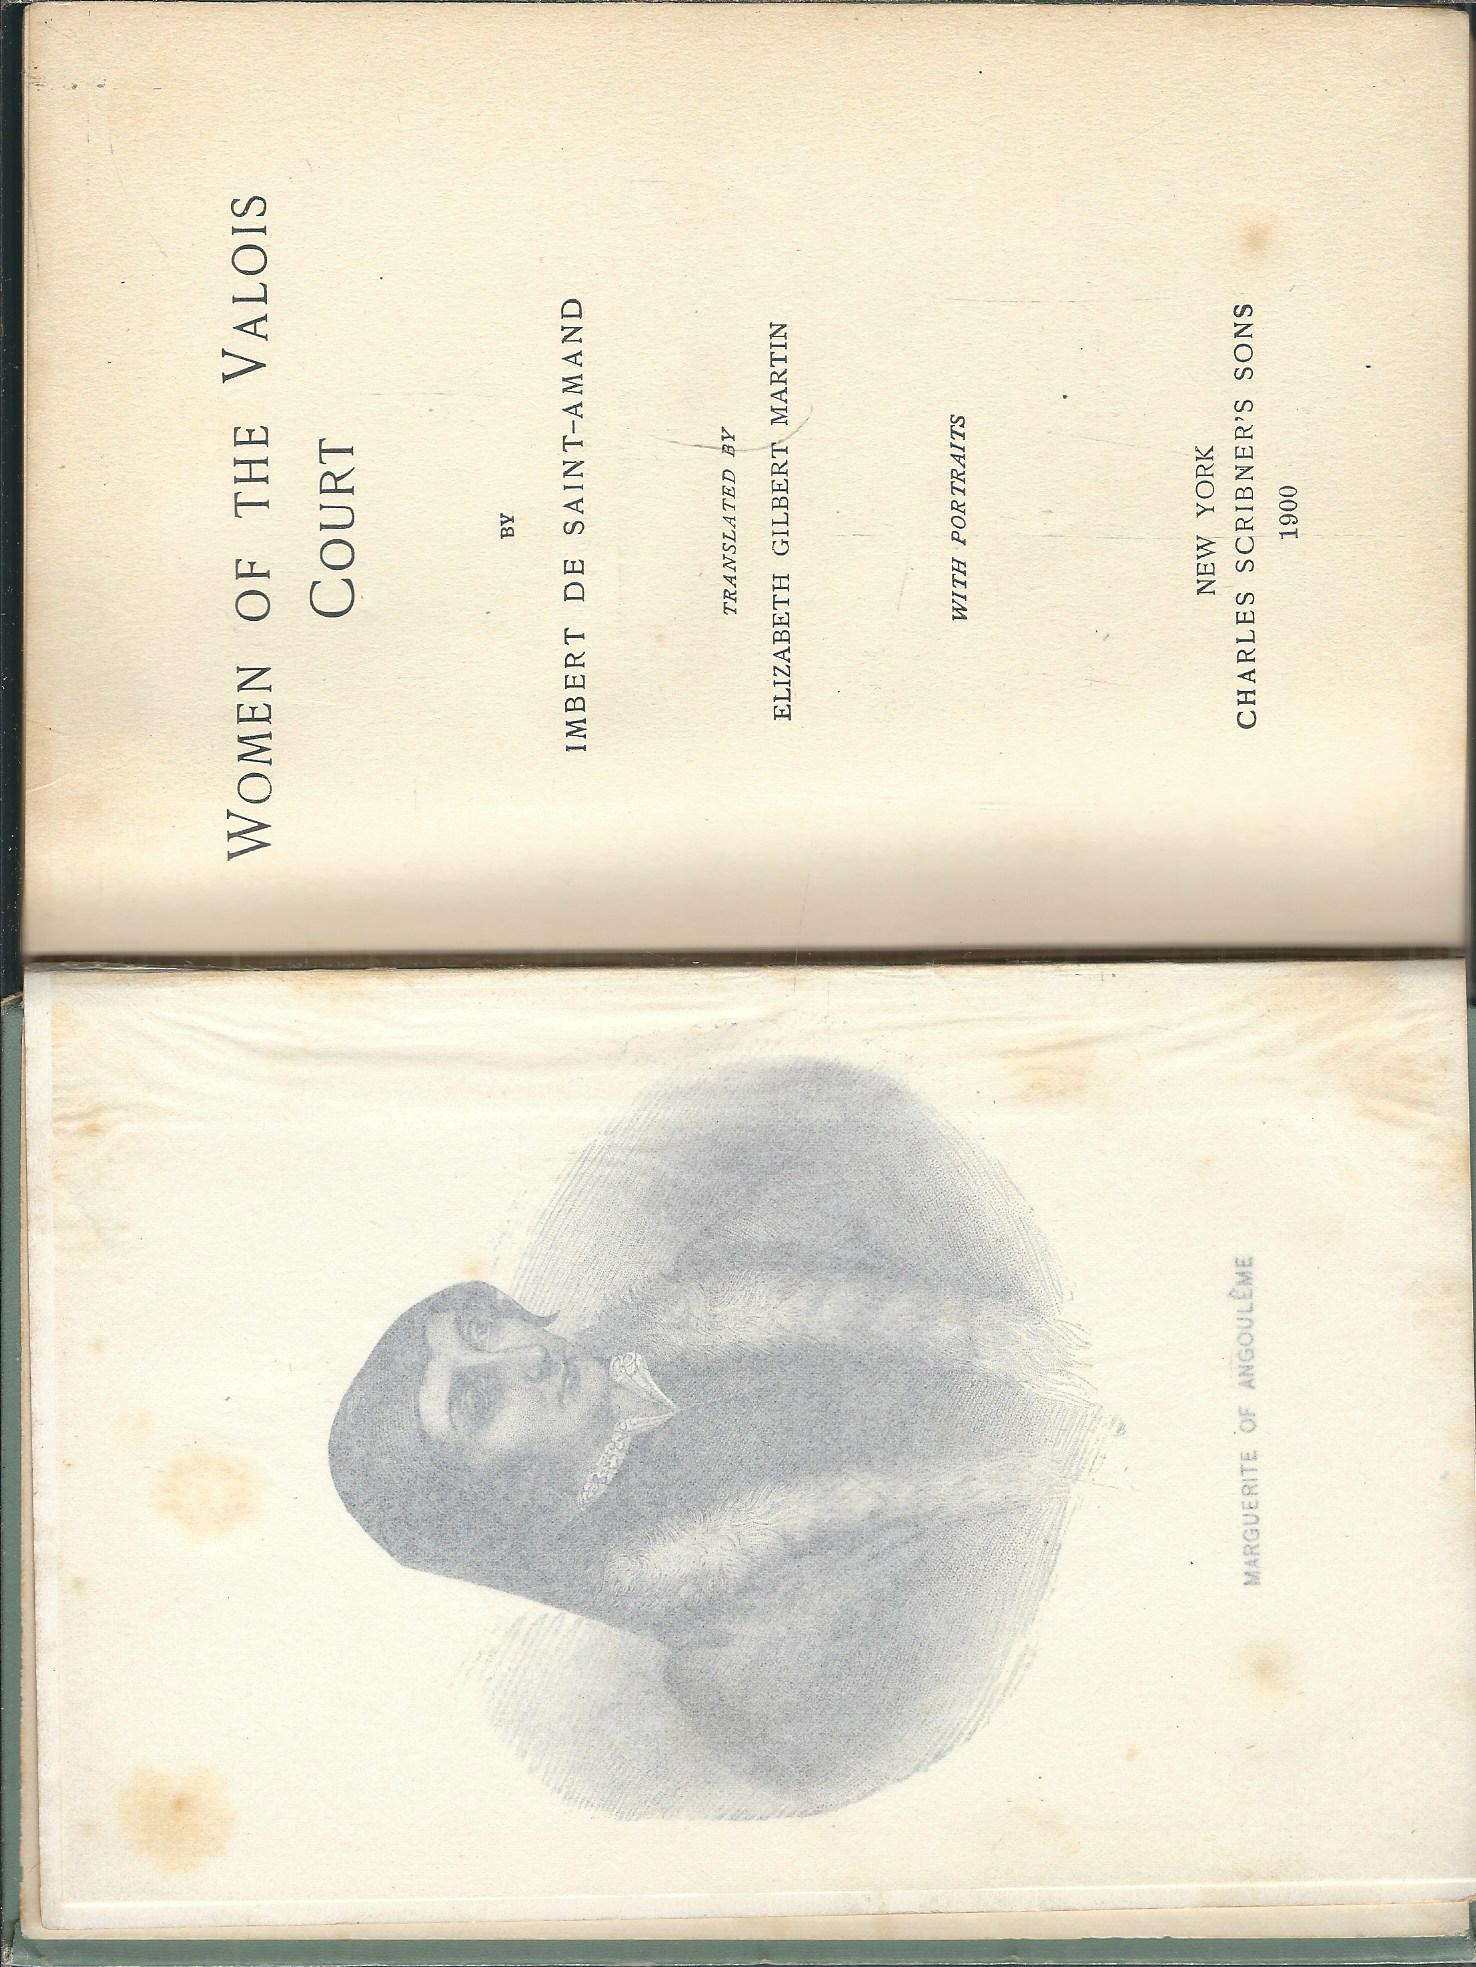 MARGUERITE OF ANGOULÊME
WOMEN OF THE VALOIS
COURT
BY
IMBERT DE SAINT-AMAND
TRANSLATED BY
ELIZABETH GILBERT MARTIN
WITH PORTRAITS
NEW YORK
CHARLES SCRIBNER'S SONS
1900